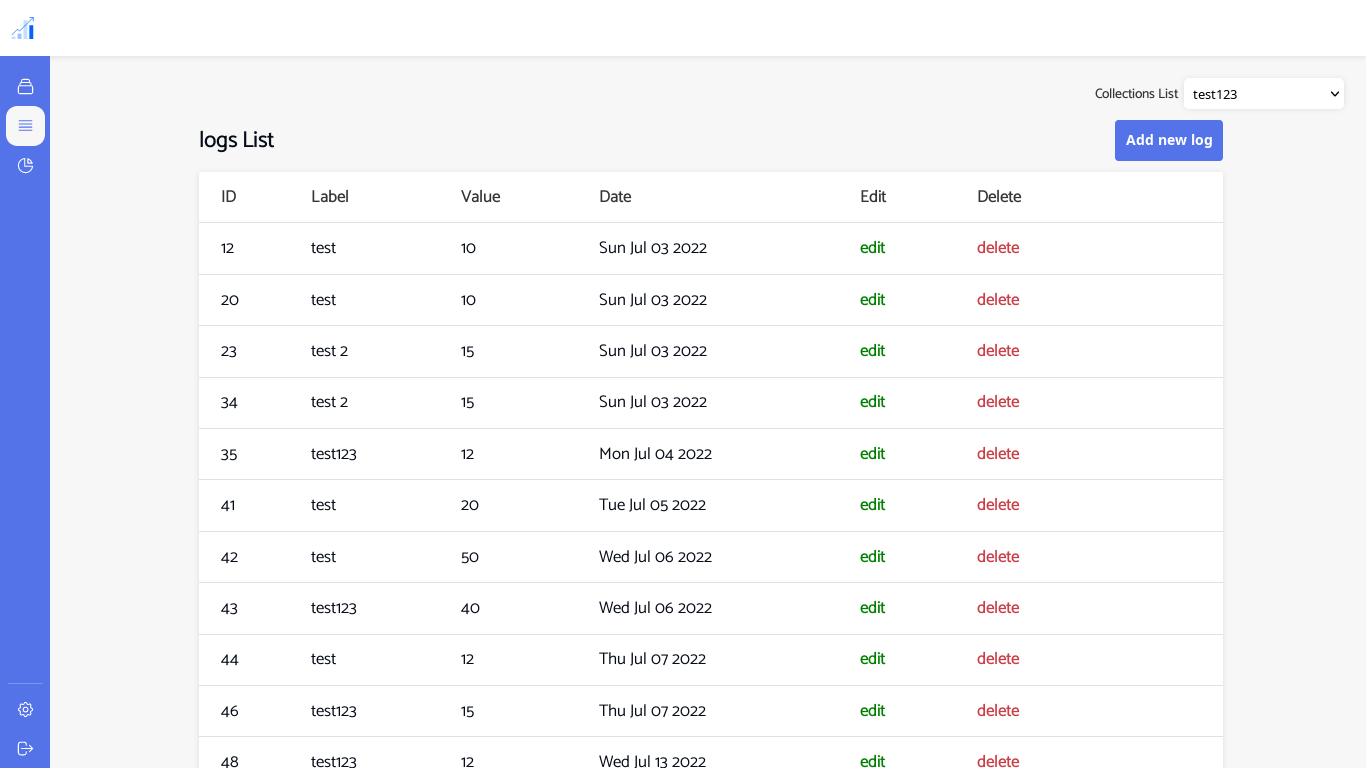 Collections List test123
logs List
Add new log
ID Label Value Date Edit Delete
12 test 10 Sun Jul 03 2022 edit delete
20 test 10 Sun Jul 03 2022 edit delete
23 test 2 15 Sun Jul 03 2022 edit delete
34 test 2 15 Sun Jul 03 2022 edit delete
35 test123 12 Mon Jul 04 2022 edit delete
41 test 20 Tue Jul 05 2022 edit delete
42 test 50 Wed Jul 06 2022 edit delete
43 test123 40 Wed Jul 06 2022 edit delete
44 test 12 Thu Jul 07 2022 edit delete
46 test123 15 Thu Jul 07 2022 edit delete
48 test123 12 Wed Jul 13 2022 edit delete